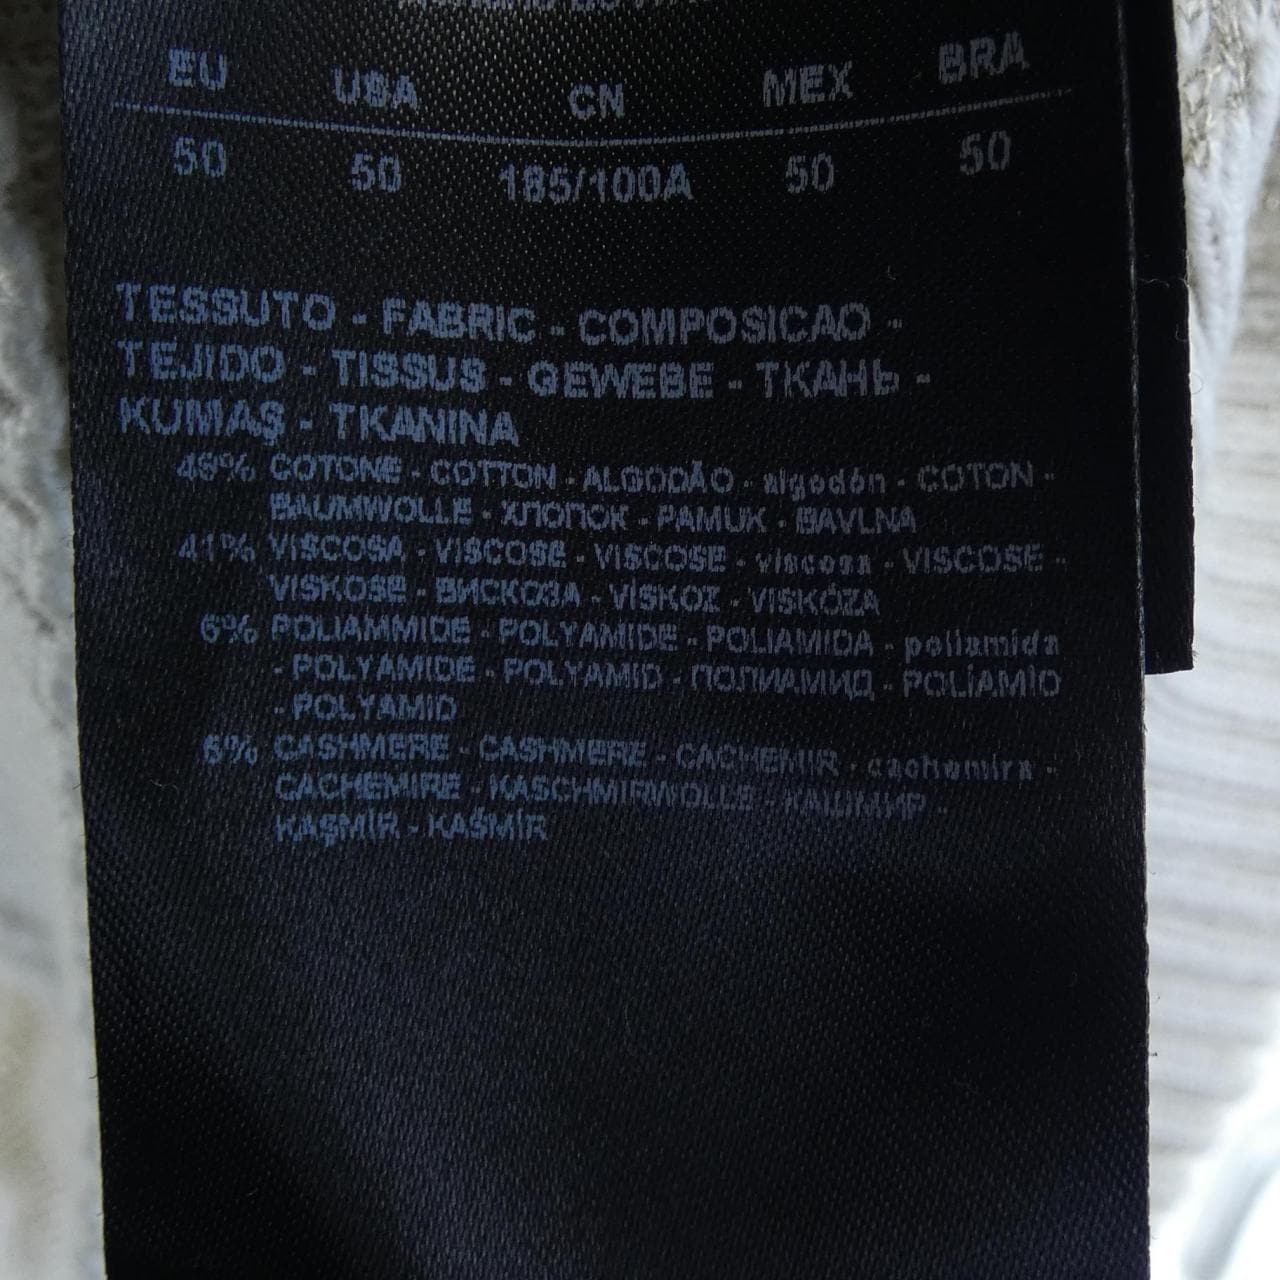 EU USA CN MEX BRA
50 50 185/100A 50 50
TESSUTO - FABRIC - COMPOSICAO -
TEJIDO - TISSUS - GEWEBE - ТКАНЬ -
KUMAŞ - TKANINA
48% COTONE - COTTON - ALGODÃO - algodón - COTON -
BAUMWOLLE - ХЛОПОК - PAMUK - BAVLNA
41% VISCOSA - VISCOSE - VISCOSE - viscosa - VISCOSE -
VISKOSE - ВИСКОЗА - VİSKOZ - VISKÓZA
6% POLIAMMIDE - POLYAMIDE - POLIAMIDA - poliamida
- POLYAMIDE - POLYAMID - ПОЛИАМИД - POLİAMİD
- POLYAMID
5% CASHMERE - CASHMERE - CACHEMIR - cachemira -
CACHEMIRE - KASCHMIRWOLLE - КАШМИР -
KAŞMİR - KAŠMÍR